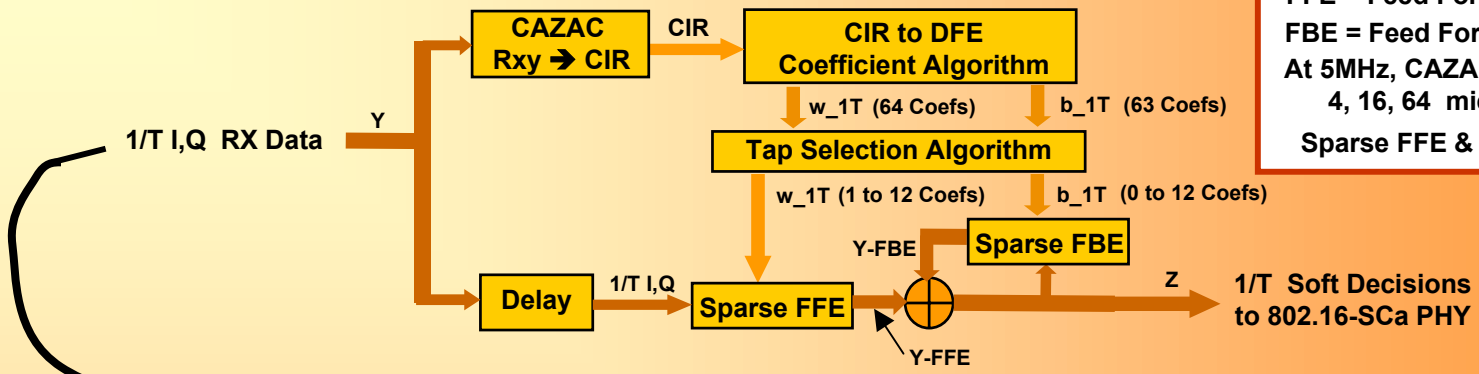 CAZAC
Rxy ➔ CIR
CIR
CIR to DFE
Coefficient Algorithm
w_1T (64 Coefs)
b_1T (63 Coefs)
1/T I,Q RX Data
Y
Tap Selection Algorithm
w_1T (1 to 12 Coefs)
b_1T (0 to 12 Coefs)
Y-FBE
Sparse FBE
Delay
1/T I,Q
Sparse FFE
Y-FFE
Z
1/T Soft Decisions
to 802.16-SCa PHY
FBE = Feed For
At 5MHz, CAZA
4, 16, 64
Sparse FFE &